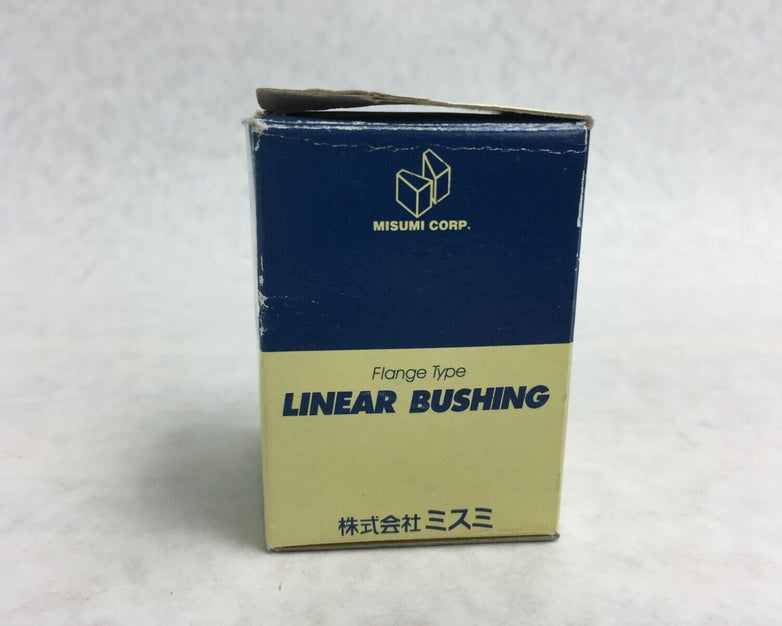 MISUMI CORP.
Flange Type
LINEAR BUSHING
株式会社 ミスミ